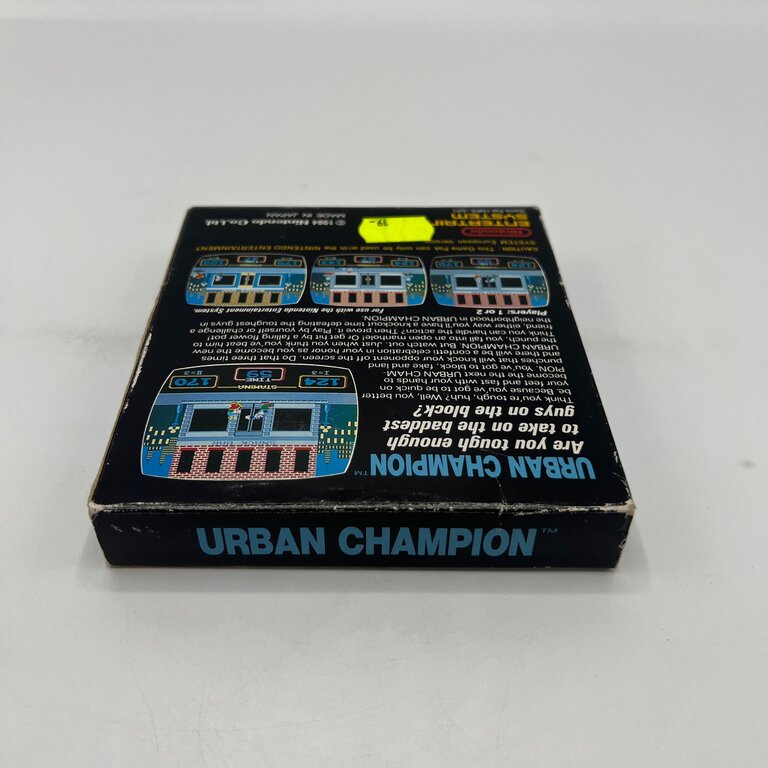 URBAN CHAMPION™
URBAN CHAMPION™
Are you tough enough
to take on the baddest
guys on the block?
Think you're tough, huh? Well, you better
be. Because you've got to be quick on
your feet and fast with your hands to
become the next URBAN CHAM-
PION. You've go to block, take, block and
punches that will knock your opponent off the screen. Do that three times
and there will be a confetti celebration in your honor as you become the new
URBAN CHAMPION. But watch out. Just when you think you've beat him to
the punch, you fall into an open manhole! Or get hit by a falling flower pot!
Think you can handle the action? Then prove it. Play by yourself or challenge a
friend, either way you'll have a knockout time defeating the toughest guys in
the neighborhood in URBAN CHAMPION.
Players: 1 or 2
For use with the Nintendo Entertainment System.
STAMINA
124
TIME
59
170
CAUTION: This Game Pak can only be used with the NINTENDO ENTERTAINMENT
SYSTEM European Version
Nintendo
SYSTEM
© 1984 Nintendo Co., Ltd.
MADE IN JAPAN